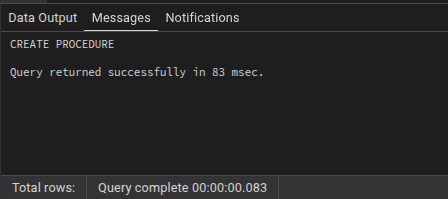 Data Output Messages Notifications
CREATE PROCEDURE
Query returned successfully in 83 msec.
Total rows: Query complete 00:00:00.083